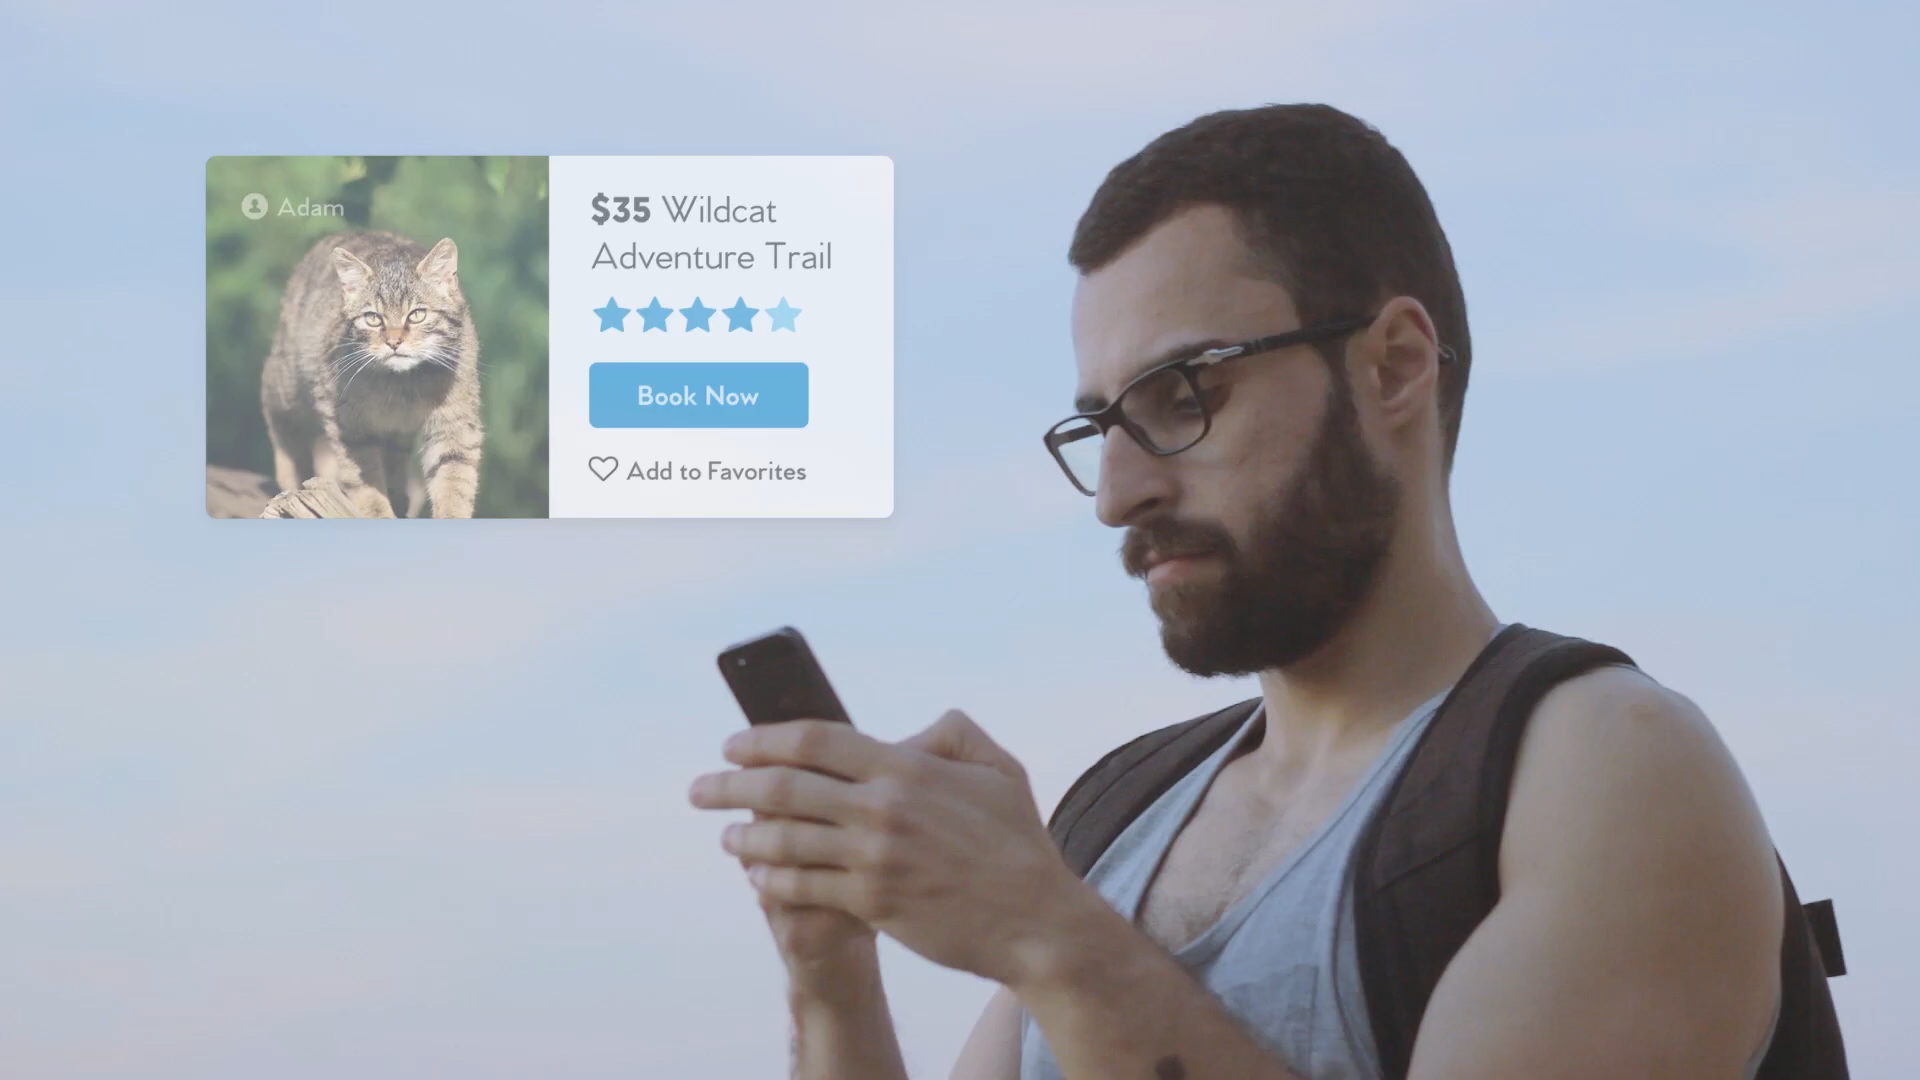 Adam
$35 Wildcat
Adventure Trail
Book Now
Add to Favorites